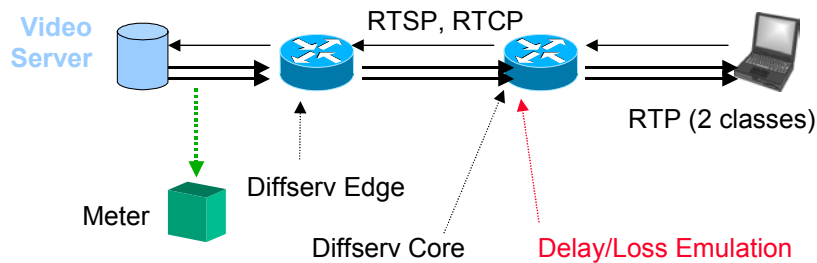 Video
Server
RTSP, RTCP
RTP (2 classes)
Meter
Diffserv Edge
Diffserv Core
Delay/Loss Emulation